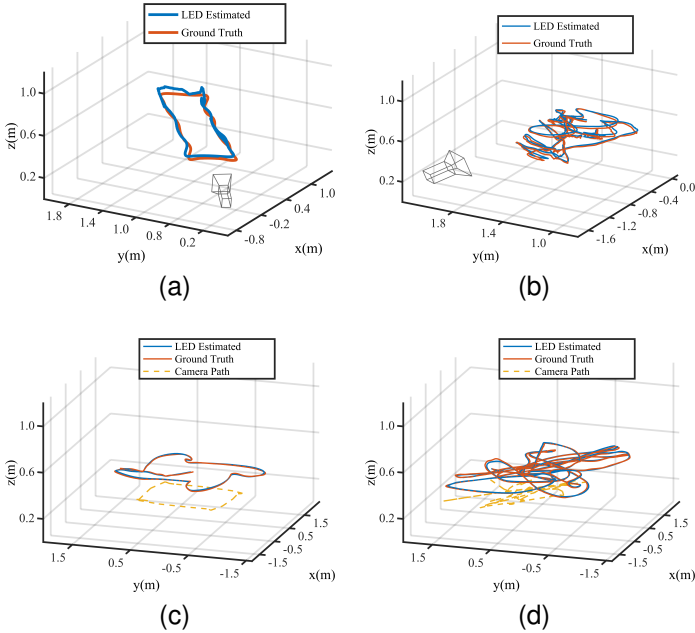 LED Estimated
Ground Truth
1.0
0.6
0.2
z(m)
1.8
1.4
1.0
0.8
0.2
y(m)
-0.8
-0.2
0.4
1.0
x(m)
(a)
LED Estimated
Ground Truth
1.0
0.6
0.2
z(m)
1.8
1.4
1.0
y(m)
-1.6
-1.2
-0.8
-0.4
0.0
x(m)
(b)
LED Estimated
Ground Truth
Camera Path
1.0
0.6
0.2
z(m)
1.5
0.5
-0.5
-1.5
y(m)
-1.5
-0.5
0.5
1.5
x(m)
(c)
LED Estimated
Ground Truth
Camera Path
1.0
0.6
0.2
z(m)
1.5
0.5
-0.5
-1.5
y(m)
-1.5
-0.5
0.5
1.5
x(m)
(d)